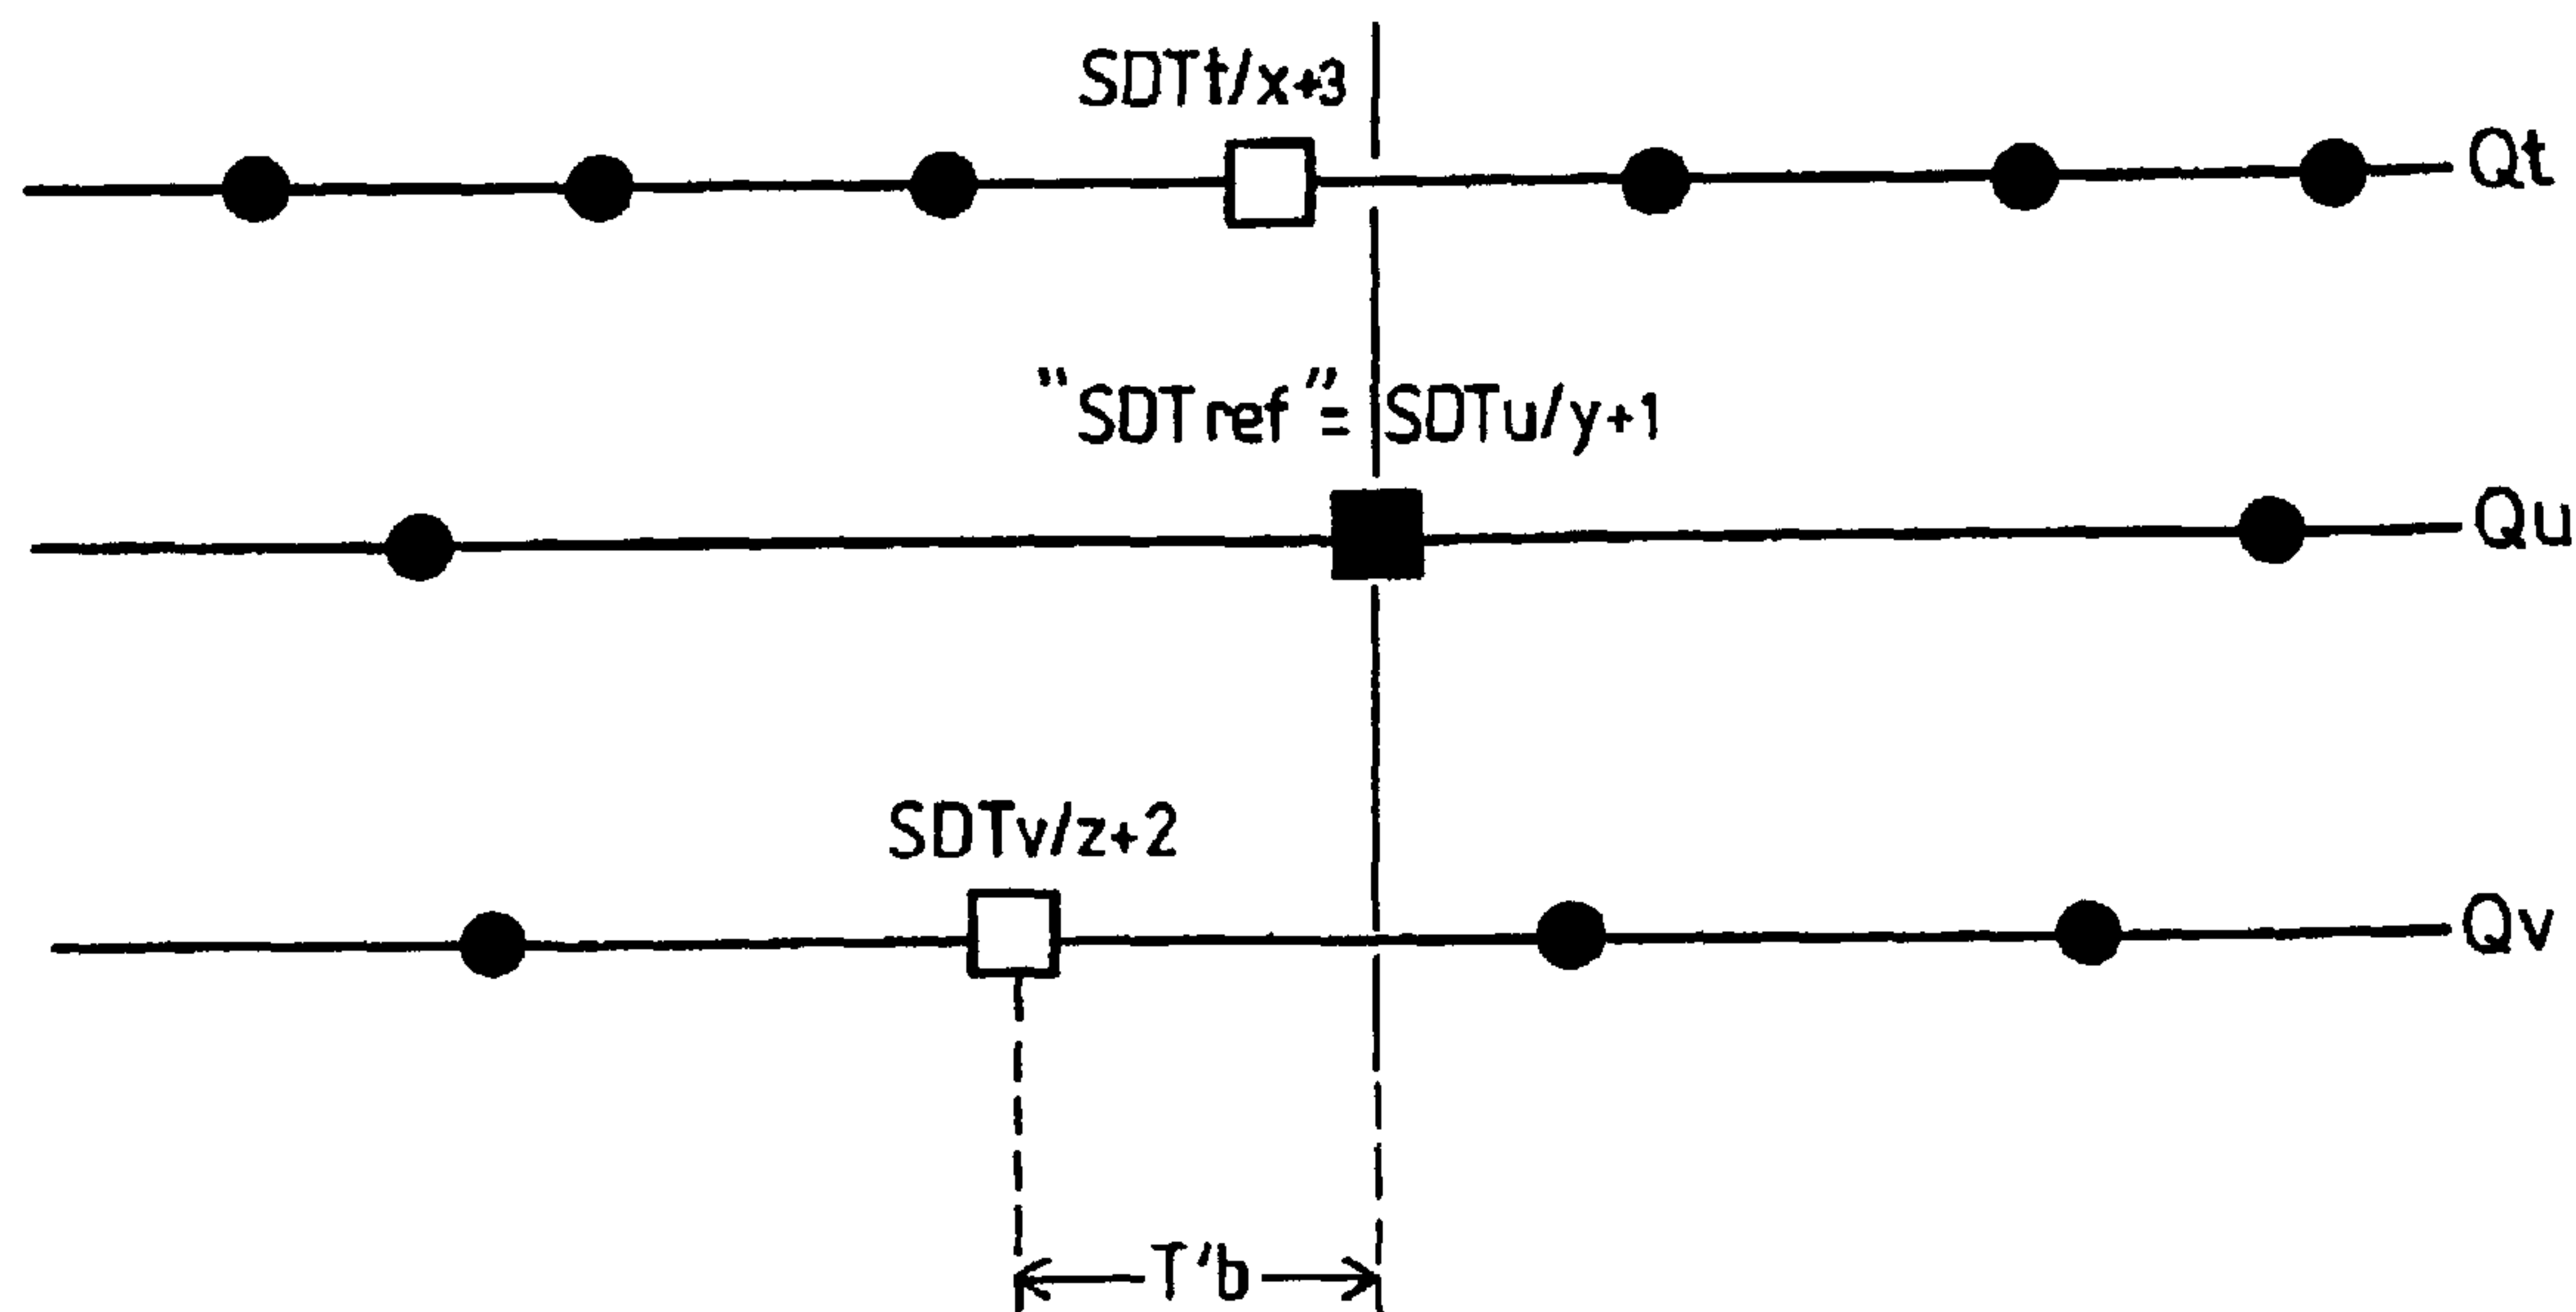 SDTt/x+3
Qt
"SDTref"= SDTu/y+1
Qu
SDTv/z+2
Qv
T'b